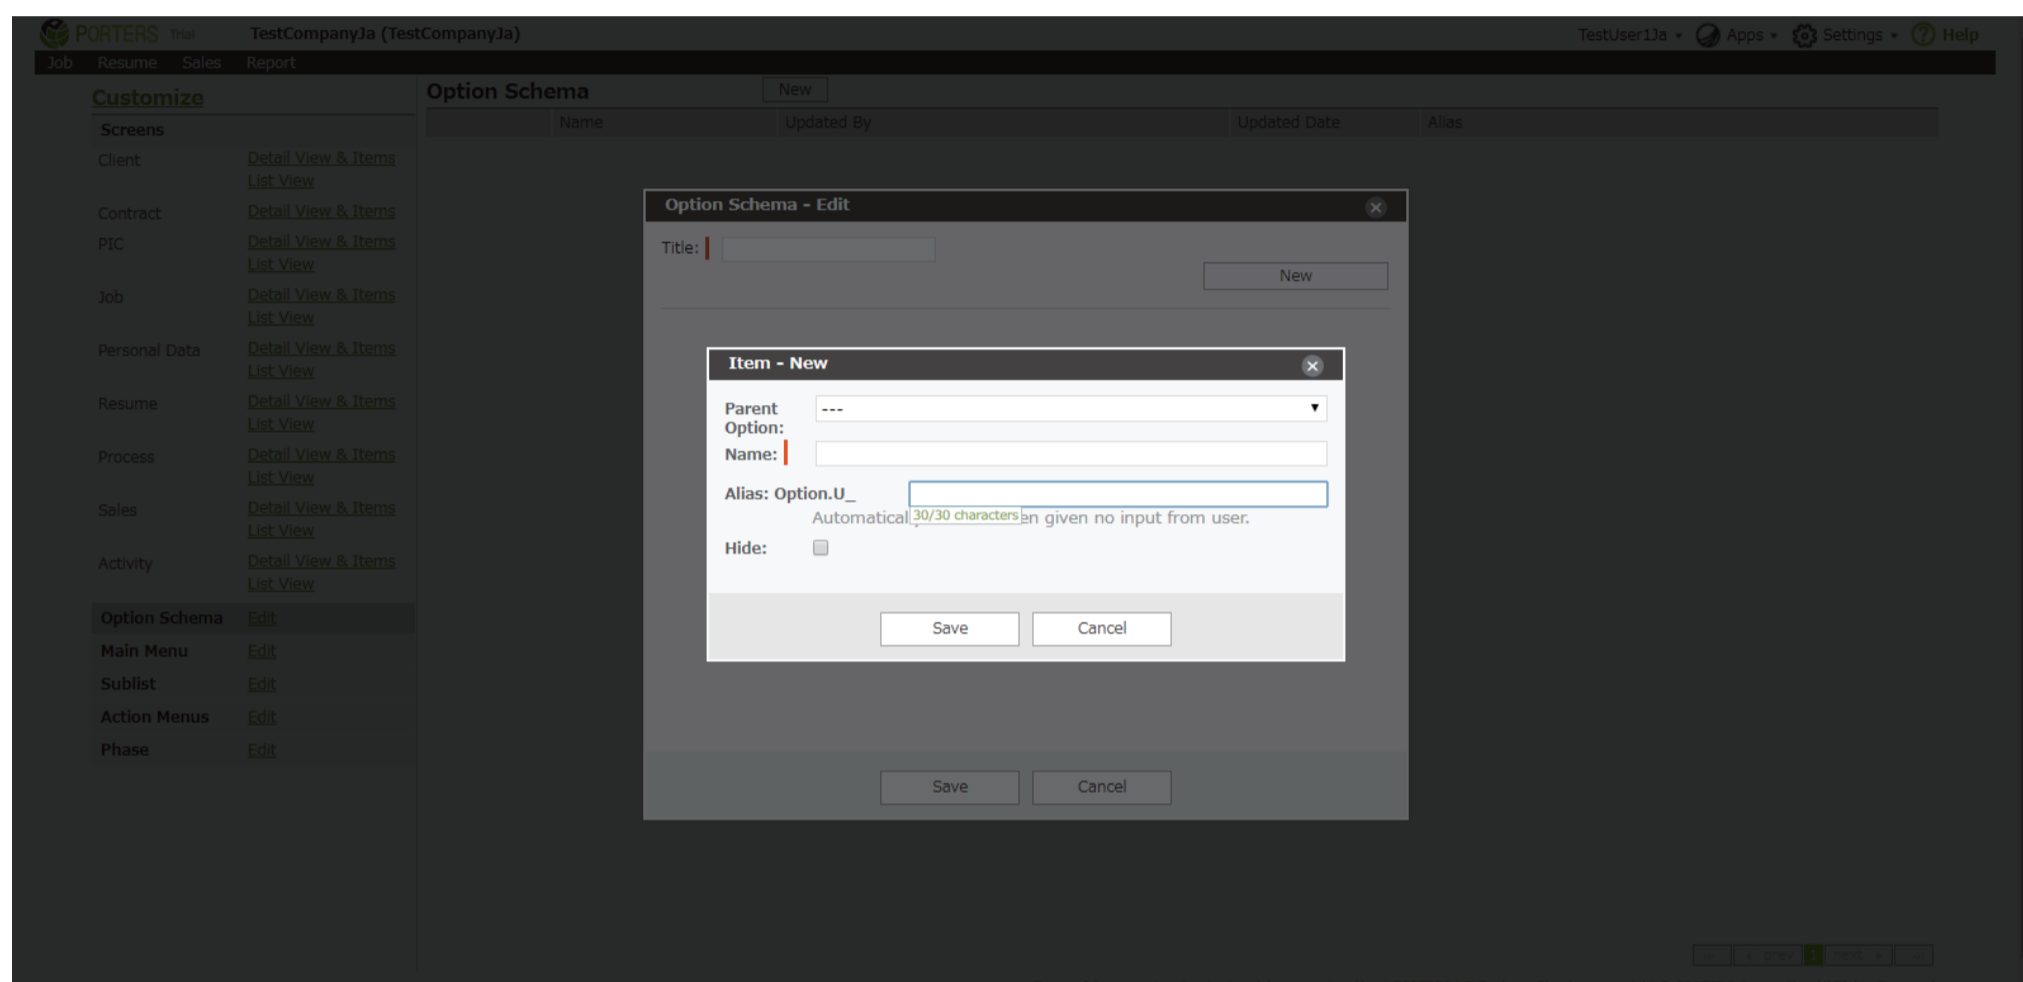 PORTERS Trial TestCompanyJa (TestCompanyJa) TestUser1Ja Apps Settings Help
Job Resume Sales Report
Customize
Screens
Client Detail View & Items
List View
Contract Detail View & Items
PIC Detail View & Items
List View
Job Detail View & Items
List View
Personal Data Detail View & Items
List View
Resume Detail View & Items
List View
Process Detail View & Items
List View
Sales Detail View & Items
List View
Activity Detail View & Items
List View
Option Schema Edit
Main Menu Edit
Sublist Edit
Action Menus Edit
Phase Edit
Option Schema New
Name Updated By Updated Date Alias
Option Schema - Edit
Title:
New
Item - New
Parent Option: ---
Name:
Alias: Option.U_
30/30 characters
Automatical en given no input from user.
Hide:
Save Cancel
Save Cancel
prev 1 next